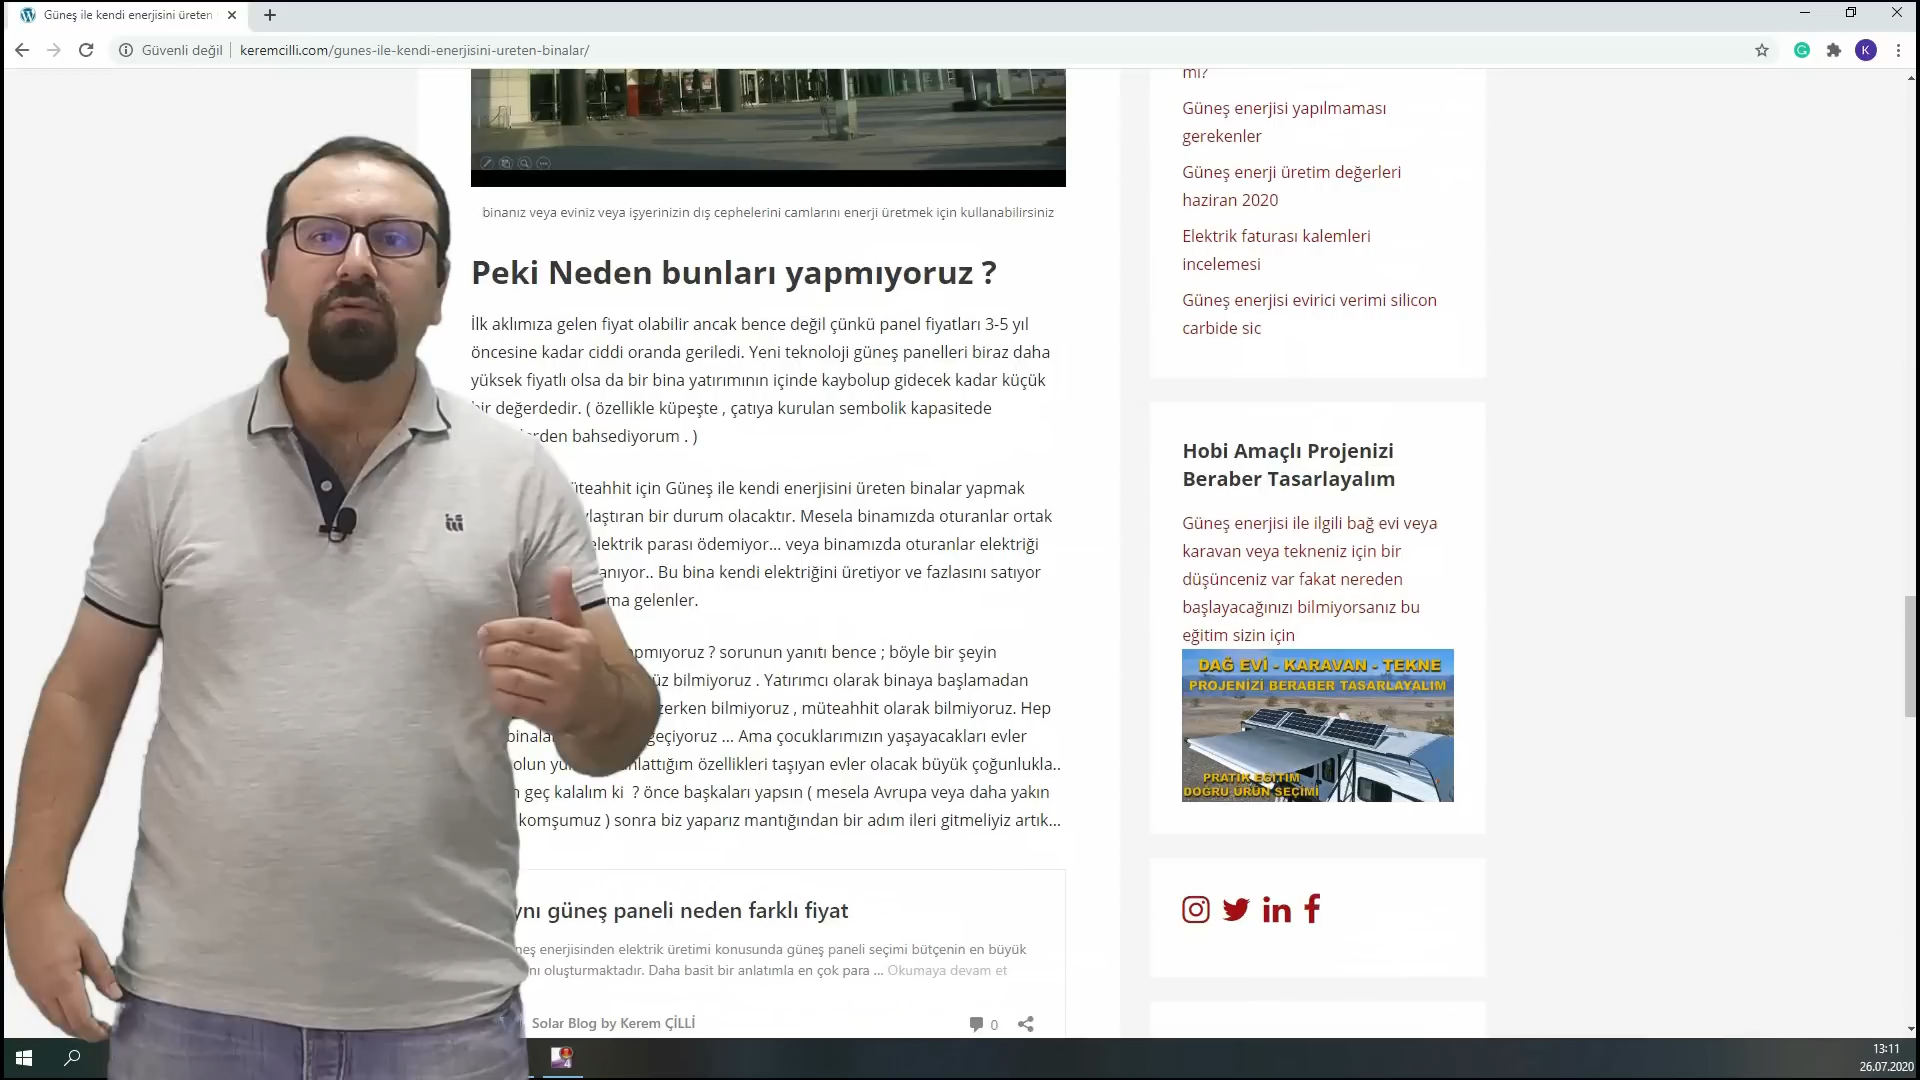 Güneş ile kendi enerjisini üreten
Güvenli değil
keremcilli.com/gunes-ile-kendi-enerjisini-ureten-binalar/
K
binanız veya eviniz veya işyerinizin dış cephelerini camlarını enerji üretmek için kullanabilirsiniz
Peki Neden bunları yapmıyoruz ?
İlk aklımıza gelen fiyat olabilir ancak bence değil çünkü panel fiyatları 3-5 yıl
öncesine kadar ciddi oranda geriledi. Yeni teknoloji güneş panelleri biraz daha
yüksek fiyatlı olsa da bir bina yatırımının içinde kaybolup gidecek kadar küçük
değerdedir. ( özellikle küpeşte , çatıya kurulan sembolik kapasitede
bahsediyorum . )
için Güneş ile kendi enerjisini üreten binalar yapmak
bir durum olacaktır. Mesela binamızda oturanlar ortak
elektrik parası ödemiyor... veya binamızda oturanlar elektriği
Bu bina kendi elektriğini üretiyor ve fazlasını satıyor
gelenler.
? sorunun yanıtı bence ; böyle bir şeyin
bilmiyoruz . Yatırımcı olarak binaya başlamadan
bilmiyoruz , müteahhit olarak bilmiyoruz. Hep
geçiyoruz ... Ama çocuklarımızın yaşayacakları evler
özellikleri taşıyan evler olacak büyük çoğunlukla..
geç kalalım ki ? önce başkaları yapsın ( mesela Avrupa veya daha yakın
komşumuz ) sonra biz yaparız mantığından bir adım ileri gitmeliyiz artık...
güneş paneli neden farklı fiyat
enerjisinden elektrik üretimi konusunda güneş paneli seçimi bütçenin en büyük
oluşturmaktadır. Daha basit bir anlatımla en çok para ... Okumaya devam et
Solar Blog by Kerem ÇİLLİ
0
mi?
Güneş enerjisi yapılmaması
gerekenler
Güneş enerji üretim değerleri
haziran 2020
Elektrik faturası kalemleri
incelemesi
Güneş enerjisi evirici verimi silicon
carbide sic
Hobi Amaçlı Projenizi
Beraber Tasarlayalım
Güneş enerjisi ile ilgili bağ evi veya
karavan veya tekneniz için bir
düşünceniz var fakat nereden
başlayacağınızı bilmiyorsanız bu
eğitim sizin için
DAĞ EVİ - KARAVAN - TEKNE
PROJENİZİ BERABER TASARLAYALIM
PRATİK EĞİTİM
DOĞRU ÜRÜN SEÇİMİ
13:11
26.07.2020